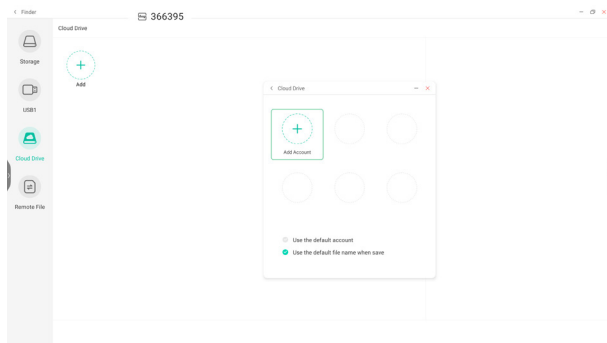 Finder
366395
Cloud Drive
Storage
Add
USB1
Cloud Drive
Remote File
Cloud Drive
Add Account
Use the default account
Use the default file name when save